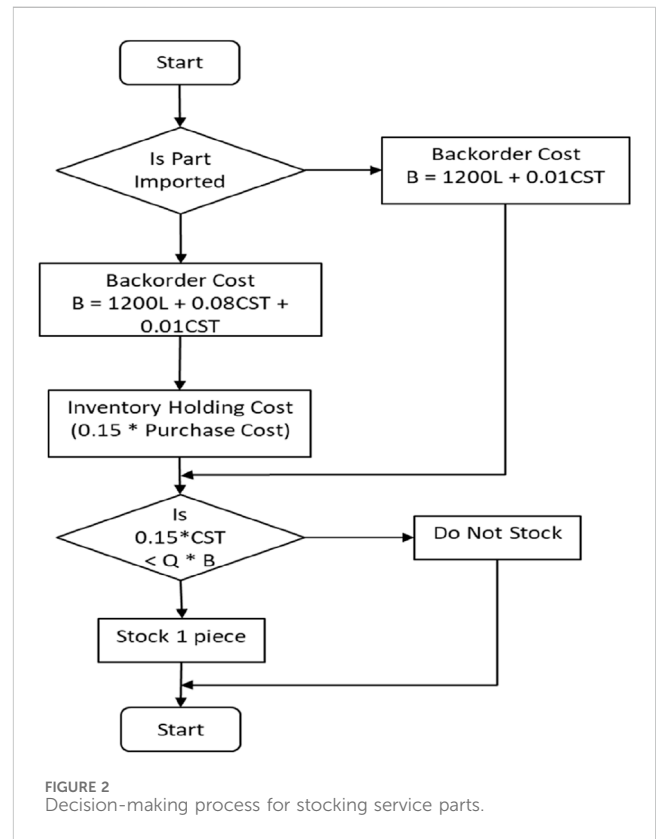 Start
Is Part
Imported
Backorder Cost
B = 1200L + 0.01CST
Backorder Cost
B = 1200L + 0.08CST +
0.01CST
Inventory Holding Cost
(0.15 * Purchase Cost)
Is
0.15*CST
< Q * B
Do Not Stock
Stock 1 piece
Start
FIGURE 2
Decision-making process for stocking service parts.